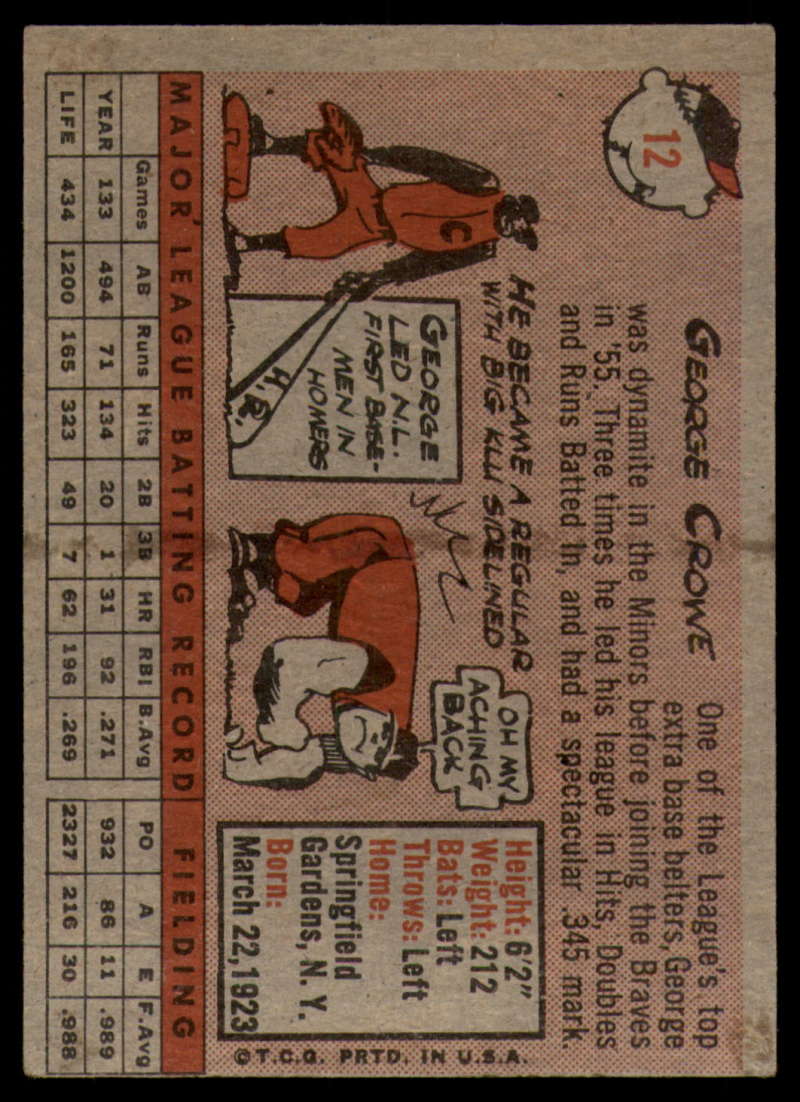 12
GEORGE CROWE
One of the League's top
extra base belters, George
was dynamite in the Minors before joining the Braves
in '55. Three times he led his league in Hits, Doubles
and Runs Batted In, and had a spectacular .345 mark.
HE BECAME A REGULAR
WITH BIG KLU SIDELINED
C
GEORGE
LED N.L.
FIRST BASE-
MEN IN
HOMERS
H.R.
OH MY
ACHING
BACK
Height: 6'2"
Weight: 212
Bats: Left
Throws: Left
Home:
Springfield
Gardens, N. Y.
Born:
March 22, 1923
©T.C.G. PRTD. IN U.S.A.
MAJOR LEAGUE BATTING RECORD FIELDING
Games AB Runs Hits 2B 3B HR RBI B.Avg PO A E F.Avg
YEAR 133 494 71 134 20 1 31 92 .271 932 86 11 .989
LIFE 434 1200 165 323 49 7 62 196 .269 2327 216 30 .988